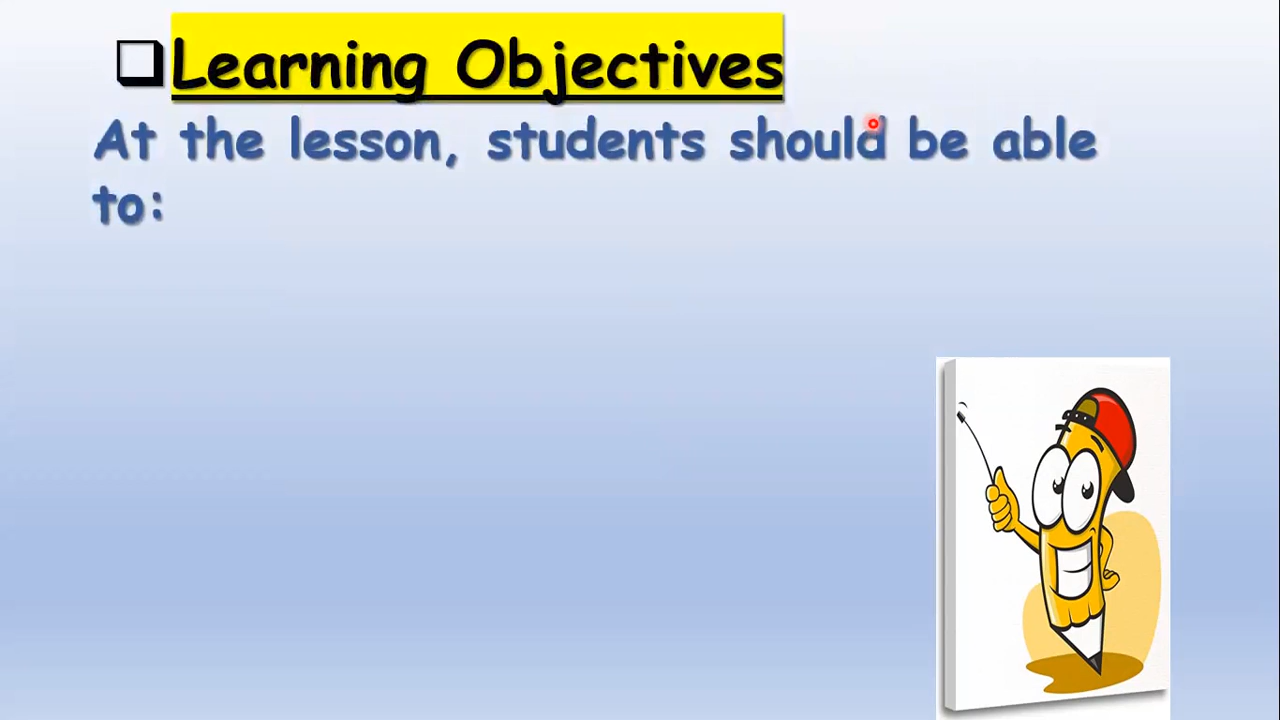 Learning Objectives
At the lesson, students should be able
to: